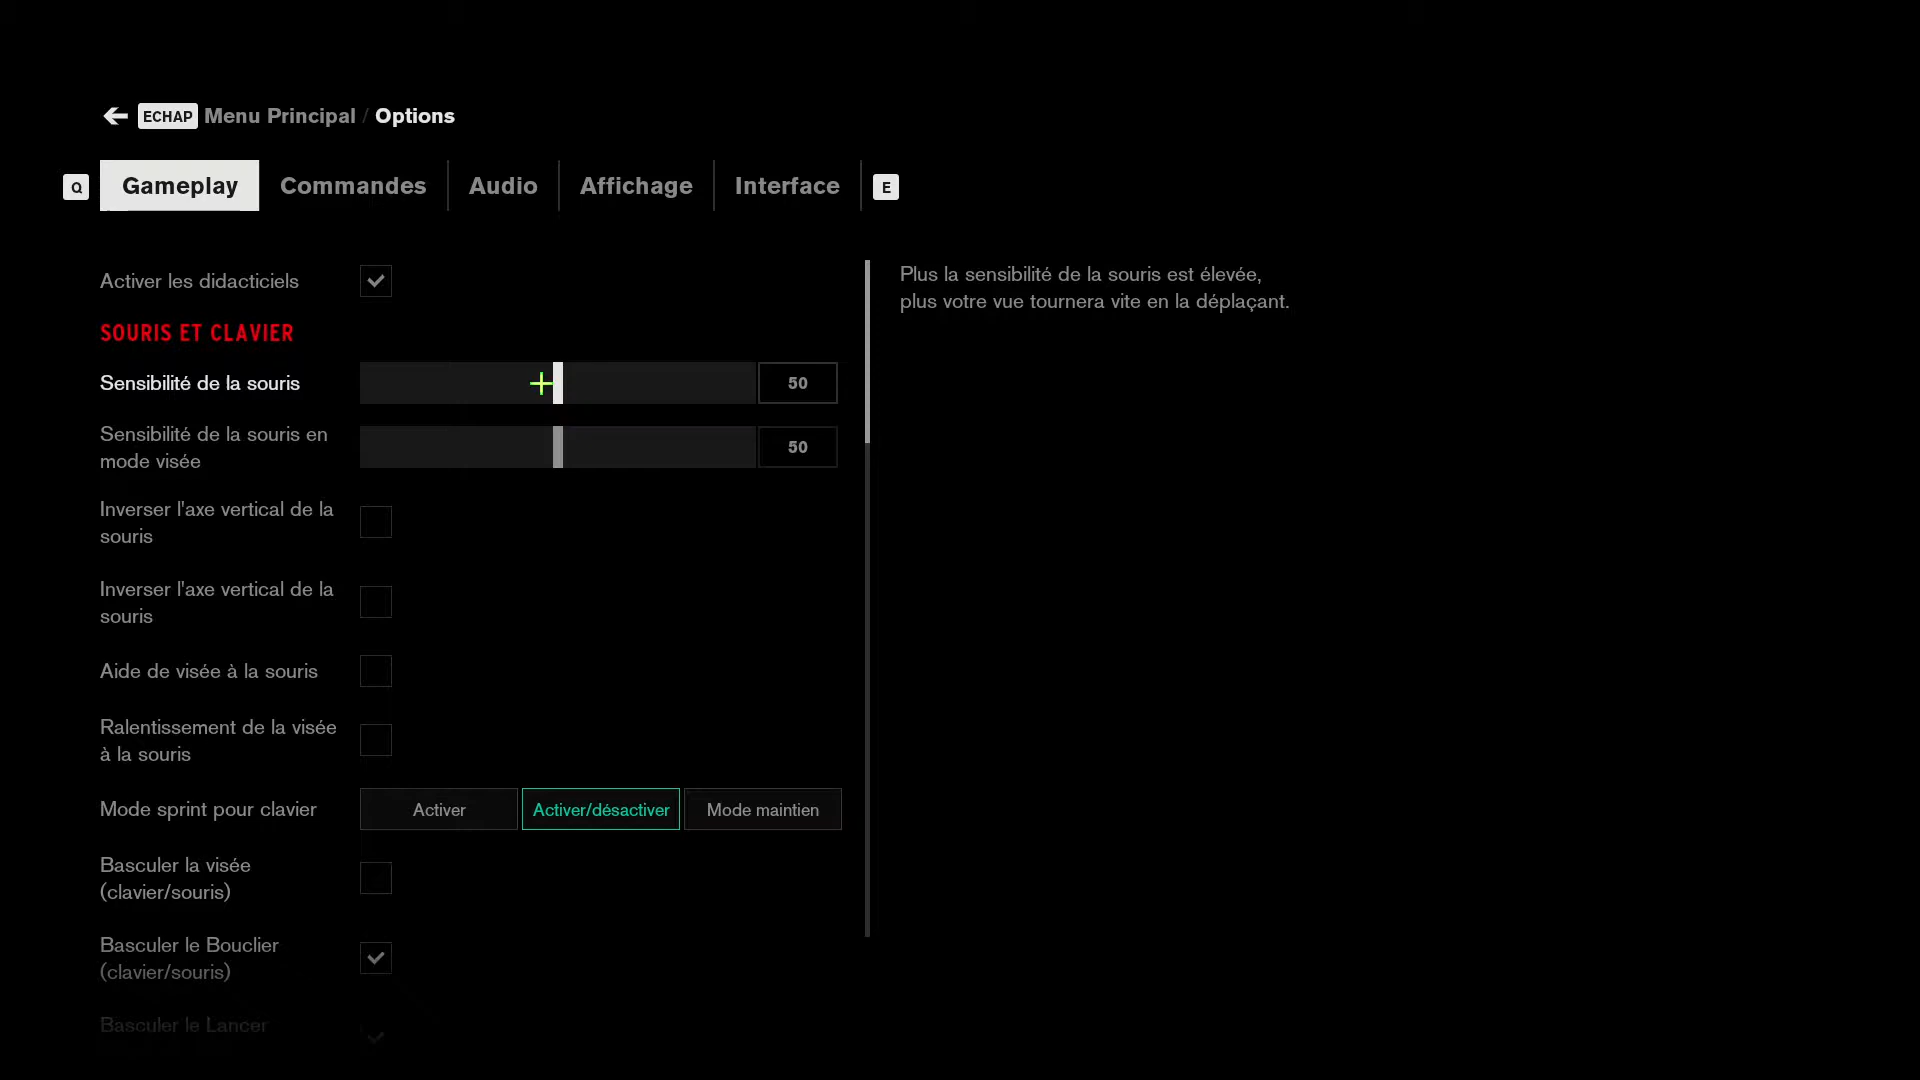 ECHAP Menu Principal / Options
Q Gameplay Commandes Audio Affichage Interface E
Activer les didacticiels
Plus la sensibilité de la souris est élevée,
plus votre vue tournera vite en la déplaçant.
SOURIS ET CLAVIER
Sensibilité de la souris 50
Sensibilité de la souris en
mode visée 50
Inverser l'axe vertical de la
souris
Inverser l'axe vertical de la
souris
Aide de visée à la souris
Ralentissement de la visée
à la souris
Mode sprint pour clavier Activer Activer/désactiver Mode maintien
Basculer la visée
(clavier/souris)
Basculer le Bouclier
(clavier/souris)
Basculer le Lancer